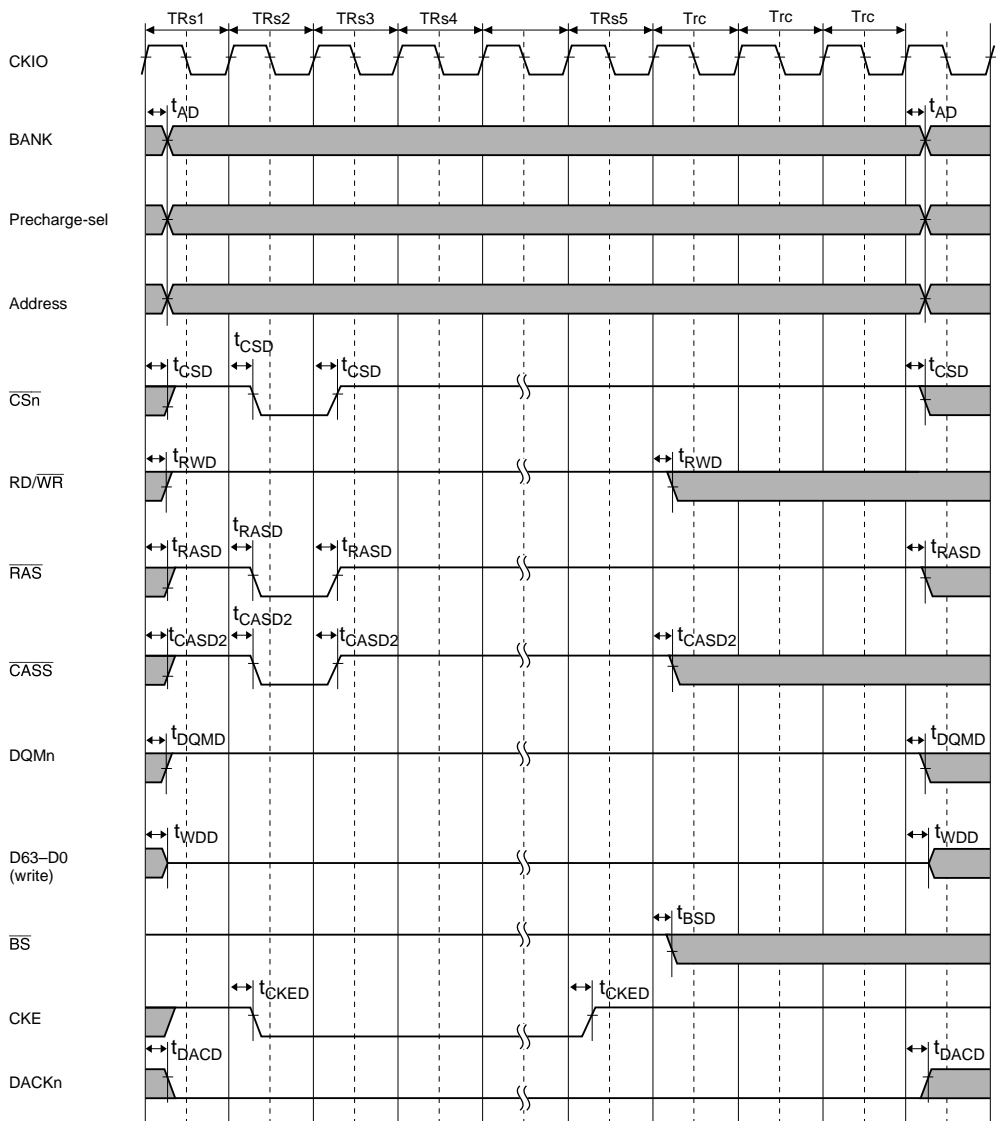 TRs1 TRs2 TRs3 TRs4 TRs5 Trc Trc Trc
CKIO
tAD tAD
BANK
Precharge-sel
Address
tCSD tCSD tCSD tCSD
CSn
tRWD tRWD
RD/WR
tRASD tRASD tRASD tRASD
RAS
tCASD2 tCASD2 tCASD2 tCASD2
CASS
tDQMD tDQMD
DQMn
tWDD tWDD
D63–D0
(write)
tBSD
BS
tCKED tCKED
CKE
tDACD tDACD
DACKn